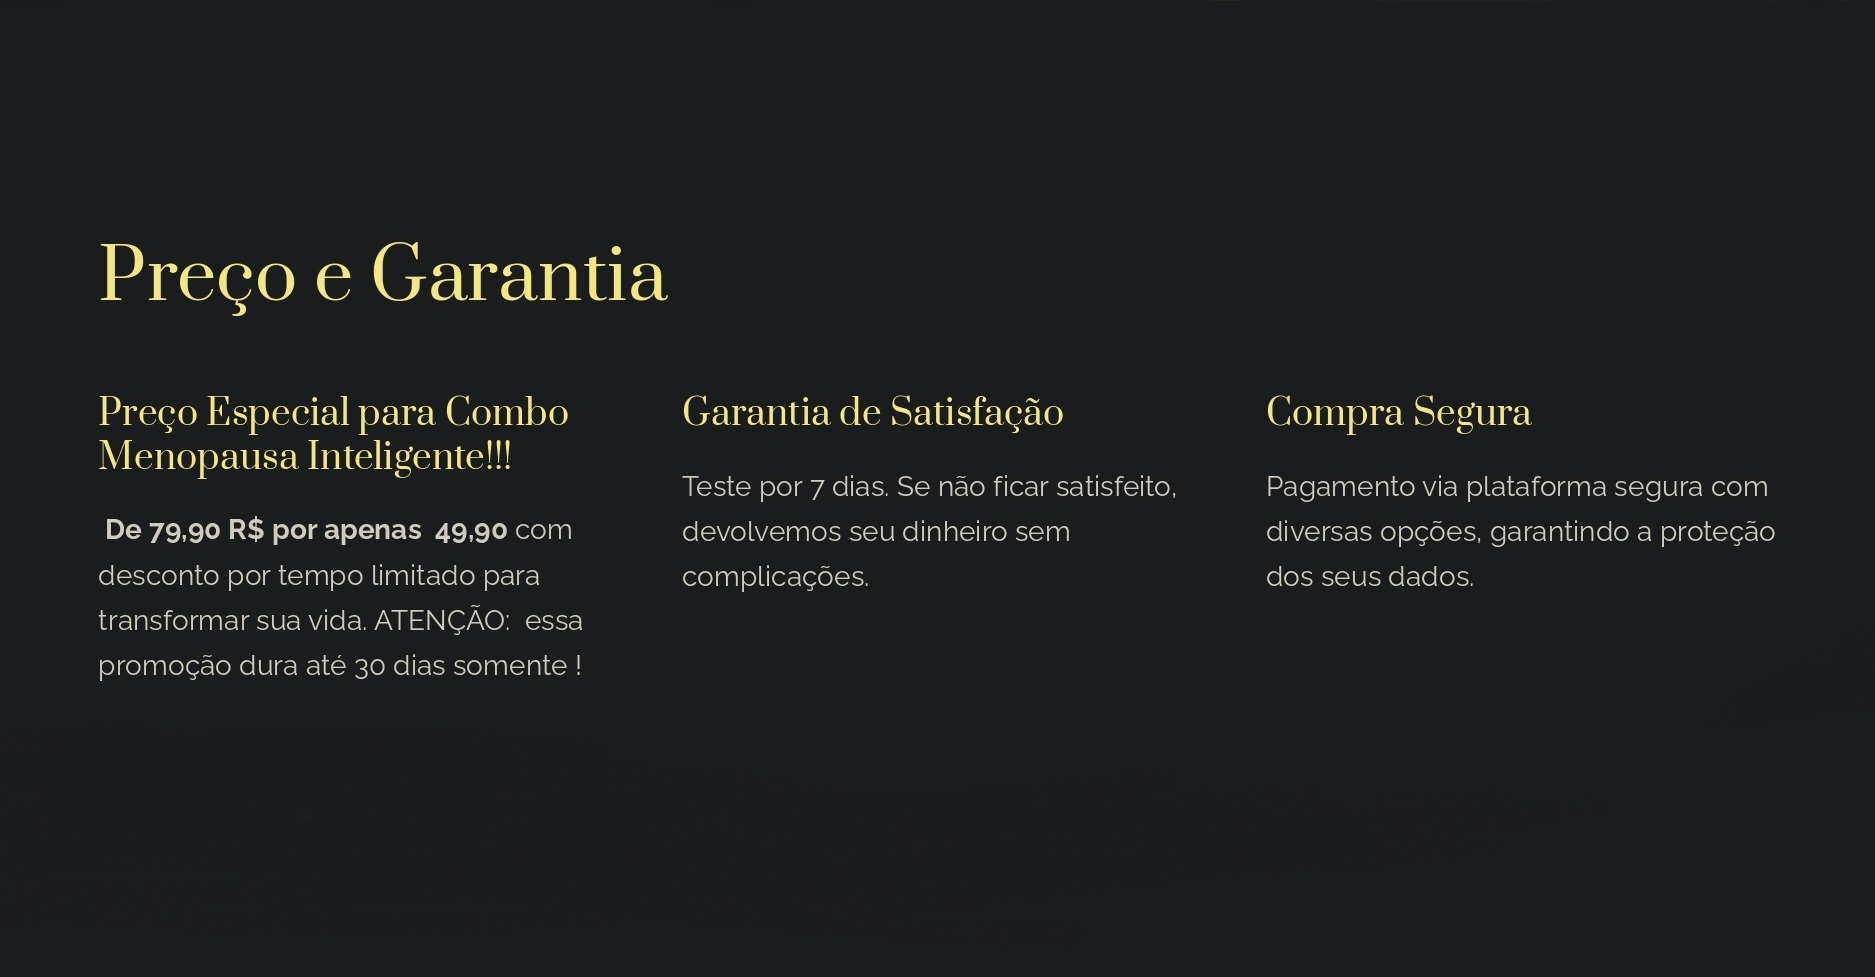 Preço e Garantia
Preço Especial para Combo
Menopausa Inteligente!!!
De 79,90 R$ por apenas  49,90 com
desconto por tempo limitado para
transformar sua vida. ATENÇÃO:  essa
promoção dura até 30 dias somente !
Garantia de Satisfação
Teste por 7 dias. Se não ficar satisfeito,
devolvemos seu dinheiro sem
complicações.
Compra Segura
Pagamento via plataforma segura com
diversas opções, garantindo a proteção
dos seus dados.